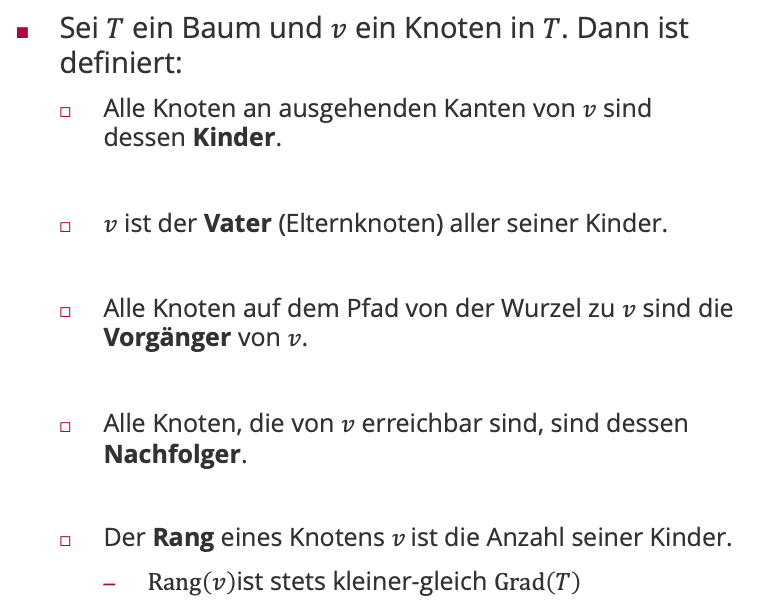 Sei T ein Baum und v ein Knoten in T. Dann ist
definiert:
Alle Knoten an ausgehenden Kanten von v sind
dessen Kinder.
v ist der Vater (Elternknoten) aller seiner Kinder.
Alle Knoten auf dem Pfad von der Wurzel zu v sind die
Vorgänger von v.
Alle Knoten, die von v erreichbar sind, sind dessen
Nachfolger.
Der Rang eines Knotens v ist die Anzahl seiner Kinder.
– Rang(v)ist stets kleiner-gleich Grad(T)